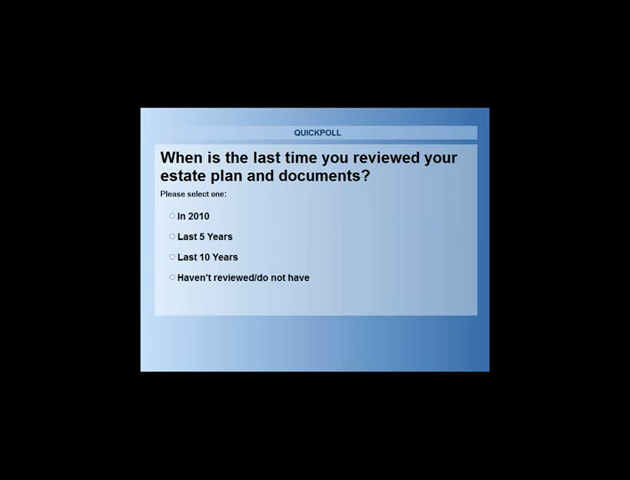 QUICKPOLL
When is the last time you reviewed your
estate plan and documents?
Please select one:
In 2010
Last 5 Years
Last 10 Years
Haven't reviewed/do not have